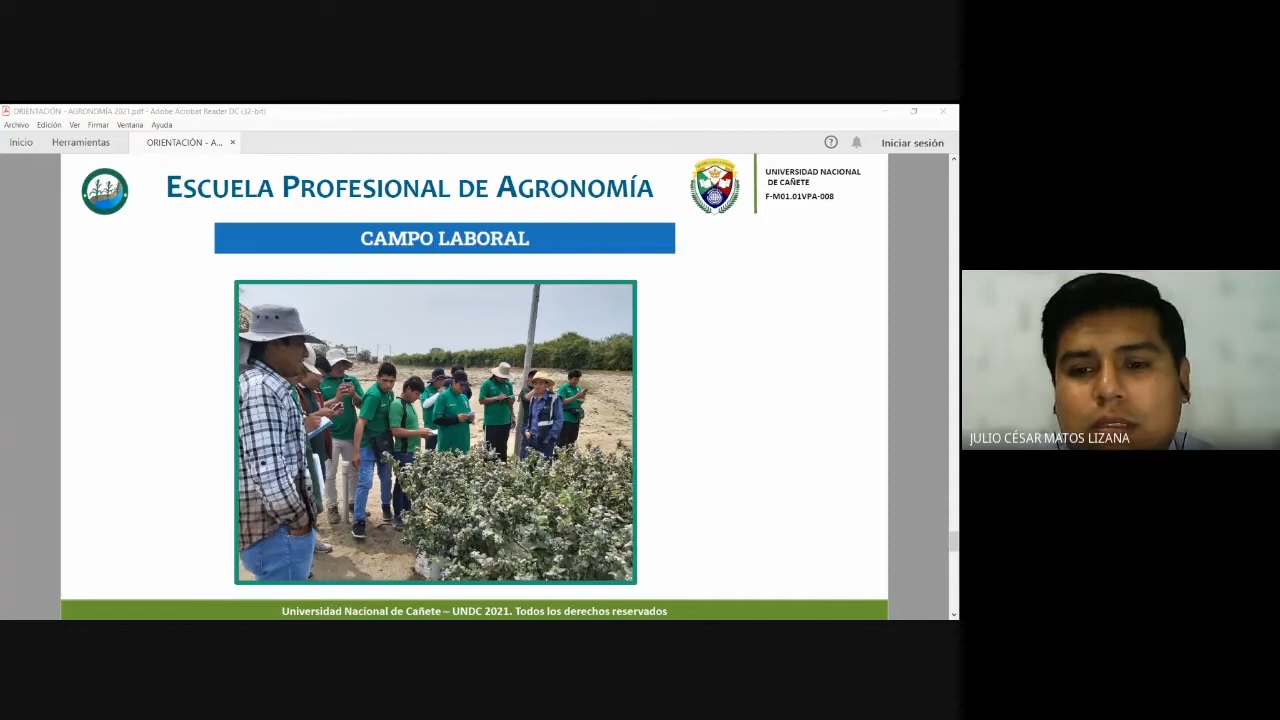 ORIENTACIÓN - AGRONOMÍA 2021.pdf - Adobe Acrobat Reader DC (32-bit)
Archivo Edición Ver Firmar Ventana Ayuda
Inicio Herramientas ORIENTACIÓN - A... × Iniciar sesión
ESCUELA PROFESIONAL DE AGRONOMÍA
UNIVERSIDAD NACIONAL
DE CAÑETE
F-M01.01VPA-008
CAMPO LABORAL
JULIO CÉSAR MATOS LIZANA
Universidad Nacional de Cañete – UNDC 2021. Todos los derechos reservados